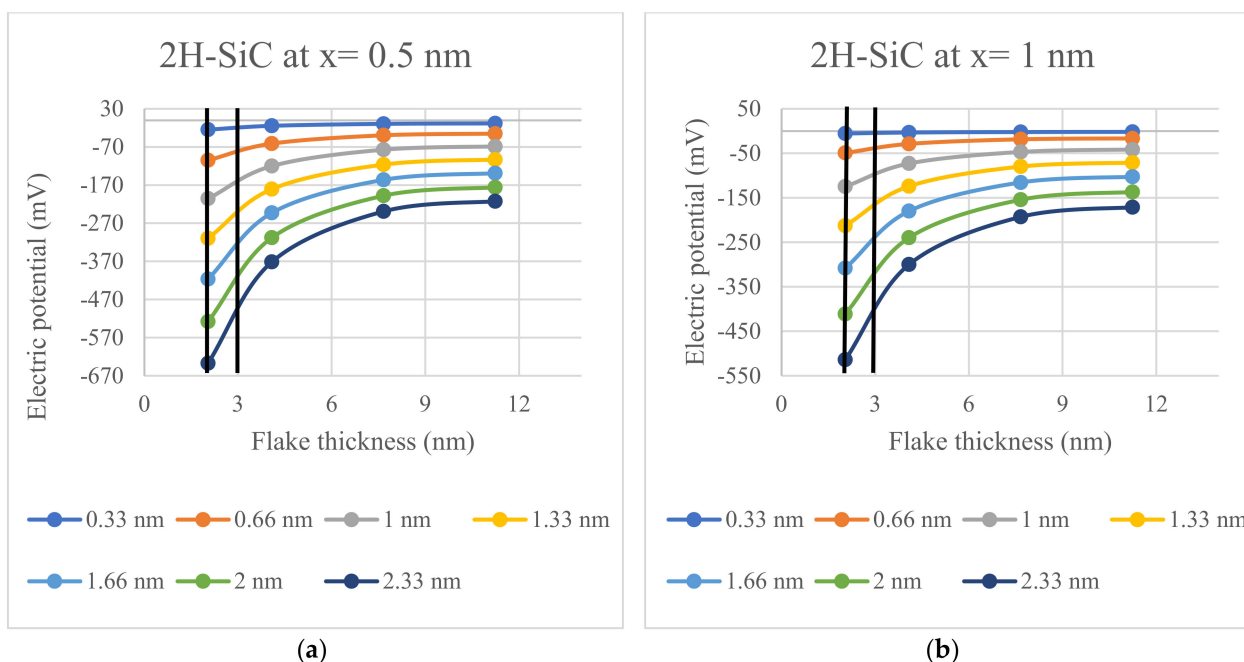 2H-SiC at x= 0.5 nm
30
-70
-170
-270
-370
-470
-570
-670
Electric potential (mV)
0 3 6 9 12
Flake thickness (nm)
0.33 nm 0.66 nm 1 nm 1.33 nm
1.66 nm 2 nm 2.33 nm
(a)
2H-SiC at x= 1 nm
50
-50
-150
-250
-350
-450
-550
Electric potential (mV)
0 3 6 9 12
Flake thickness (nm)
0.33 nm 0.66 nm 1 nm 1.33 nm
1.66 nm 2 nm 2.33 nm
(b)